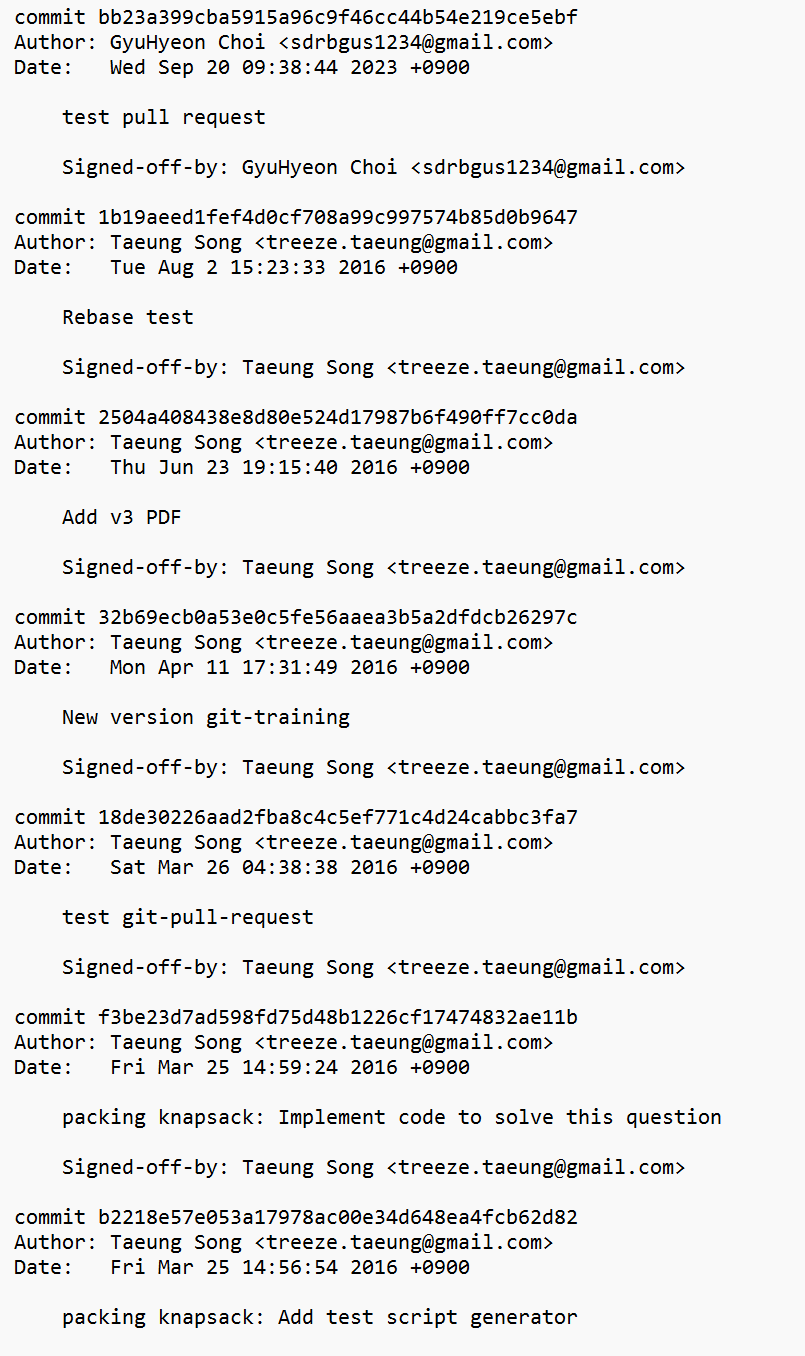 commit bb23a399cba5915a96c9f46cc44b54e219ce5ebf
Author: GyuHyeon Choi <sdrbgus1234@gmail.com>
Date:   Wed Sep 20 09:38:44 2023 +0900

    test pull request

    Signed-off-by: GyuHyeon Choi <sdrbgus1234@gmail.com>

commit 1b19aeed1fef4d0cf708a99c997574b85d0b9647
Author: Taeung Song <treeze.taeung@gmail.com>
Date:   Tue Aug 2 15:23:33 2016 +0900

    Rebase test

    Signed-off-by: Taeung Song <treeze.taeung@gmail.com>

commit 2504a408438e8d80e524d17987b6f490ff7cc0da
Author: Taeung Song <treeze.taeung@gmail.com>
Date:   Thu Jun 23 19:15:40 2016 +0900

    Add v3 PDF

    Signed-off-by: Taeung Song <treeze.taeung@gmail.com>

commit 32b69ecb0a53e0c5fe56aaea3b5a2dfdcb26297c
Author: Taeung Song <treeze.taeung@gmail.com>
Date:   Mon Apr 11 17:31:49 2016 +0900

    New version git-training

    Signed-off-by: Taeung Song <treeze.taeung@gmail.com>

commit 18de30226aad2fba8c4c5ef771c4d24cabbc3fa7
Author: Taeung Song <treeze.taeung@gmail.com>
Date:   Sat Mar 26 04:38:38 2016 +0900

    test git-pull-request

    Signed-off-by: Taeung Song <treeze.taeung@gmail.com>

commit f3be23d7ad598fd75d48b1226cf17474832ae11b
Author: Taeung Song <treeze.taeung@gmail.com>
Date:   Fri Mar 25 14:59:24 2016 +0900

    packing knapsack: Implement code to solve this question

    Signed-off-by: Taeung Song <treeze.taeung@gmail.com>

commit b2218e57e053a17978ac00e34d648ea4fcb62d82
Author: Taeung Song <treeze.taeung@gmail.com>
Date:   Fri Mar 25 14:56:54 2016 +0900

    packing knapsack: Add test script generator